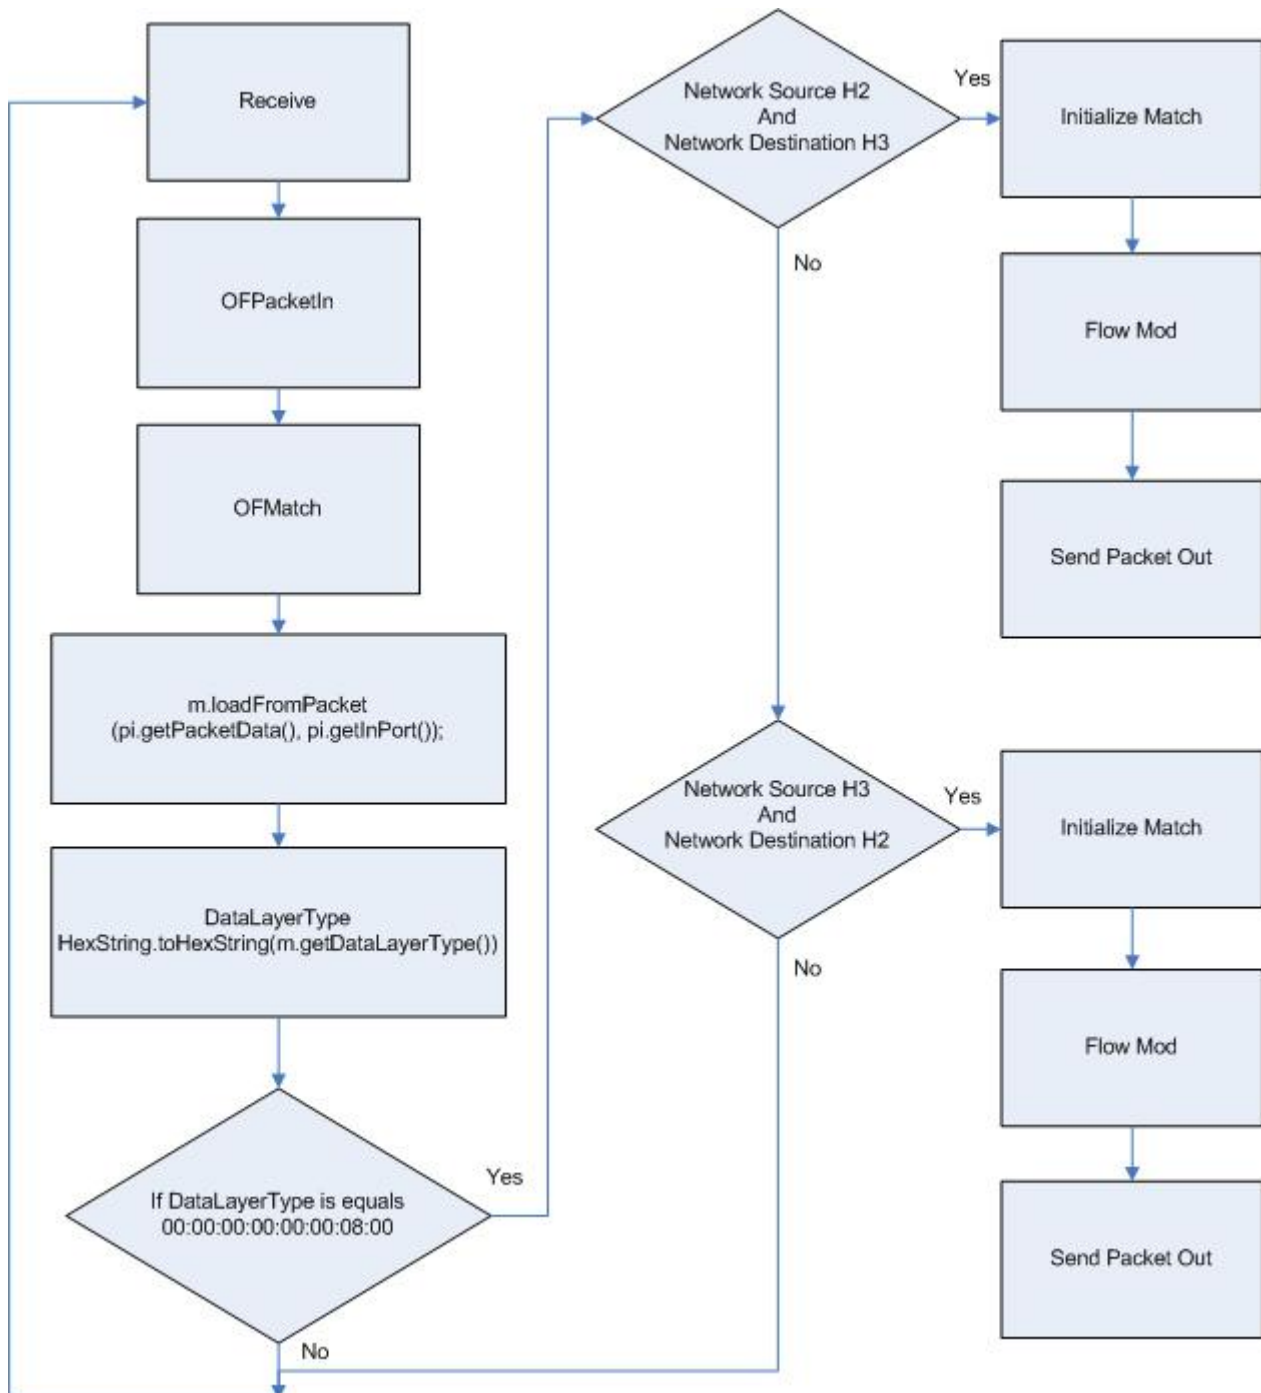 Receive
OFPacketIn
OFMatch
m.loadFromPacket
(pi.getPacketData(), pi.getInPort());
DataLayerType
HexString.toHexString(m.getDataLayerType())
If DataLayerType is equals
00:00:00:00:00:00:08:00
Yes
No
Network Source H2
And
Network Destination H3
Yes
No
Initialize Match
Flow Mod
Send Packet Out
Network Source H3
And
Network Destination H2
Yes
No
Initialize Match
Flow Mod
Send Packet Out